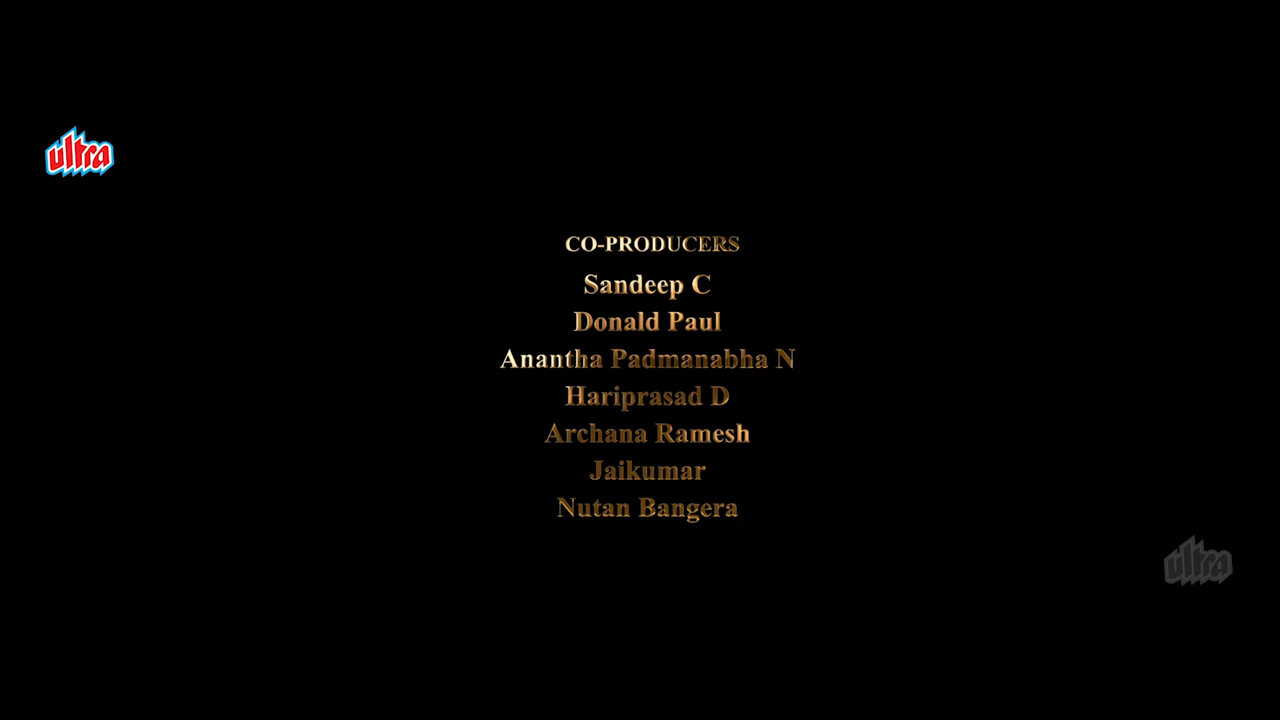 ultra
CO-PRODUCERS
Sandeep C
Donald Paul
Anantha Padmanabha N
Hariprasad D
Archana Ramesh
Jaikumar
Nutan Bangera
ultra